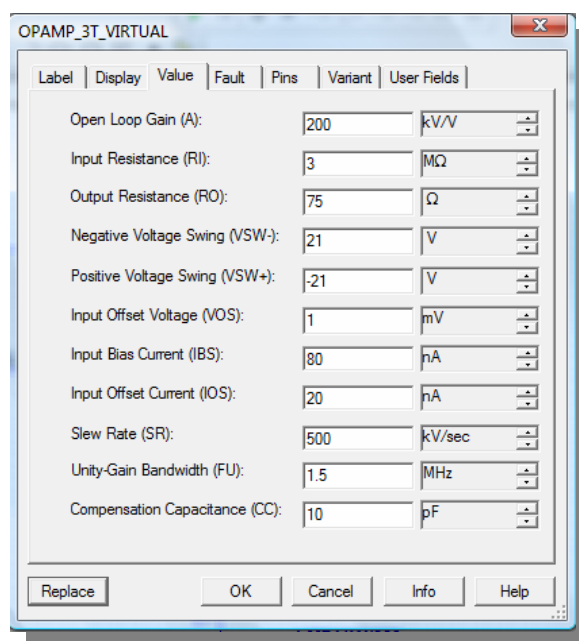 OPAMP_3T_VIRTUAL
Label Display Value Fault Pins Variant User Fields
Open Loop Gain (A): 200 kV/V
Input Resistance (RI): 3 MΩ
Output Resistance (RO): 75 Ω
Negative Voltage Swing (VSW-): 21 V
Positive Voltage Swing (VSW+): -21 V
Input Offset Voltage (VOS): 1 mV
Input Bias Current (IBS): 80 nA
Input Offset Current (IOS): 20 nA
Slew Rate (SR): 500 kV/sec
Unity-Gain Bandwidth (FU): 1.5 MHz
Compensation Capacitance (CC): 10 pF
Replace OK Cancel Info Help